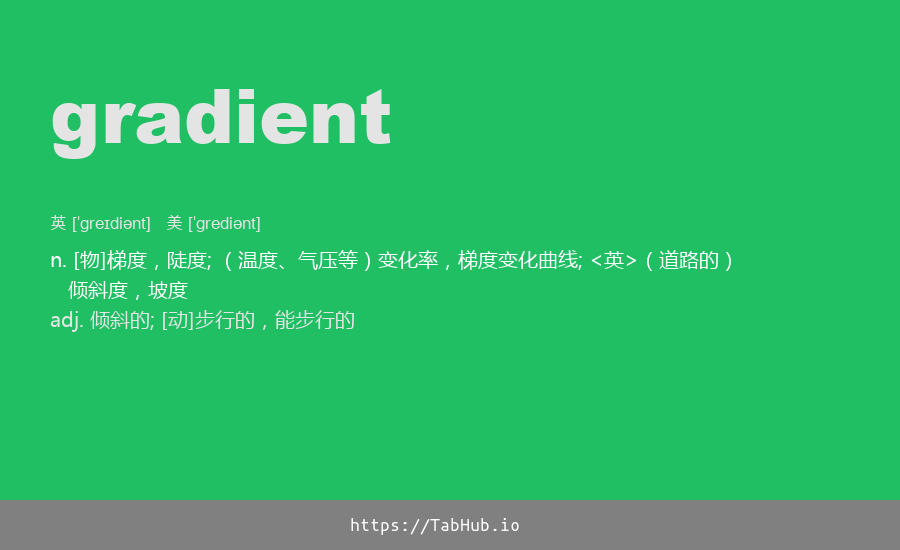 gradient
英 ['greɪdiənt] 美 ['grediənt]
n. [物]梯度，陡度; （温度、气压等）变化率，梯度变化曲线; <英>（道路的）
倾斜度，坡度
adj. 倾斜的; [动]步行的，能步行的
https://TabHub.io